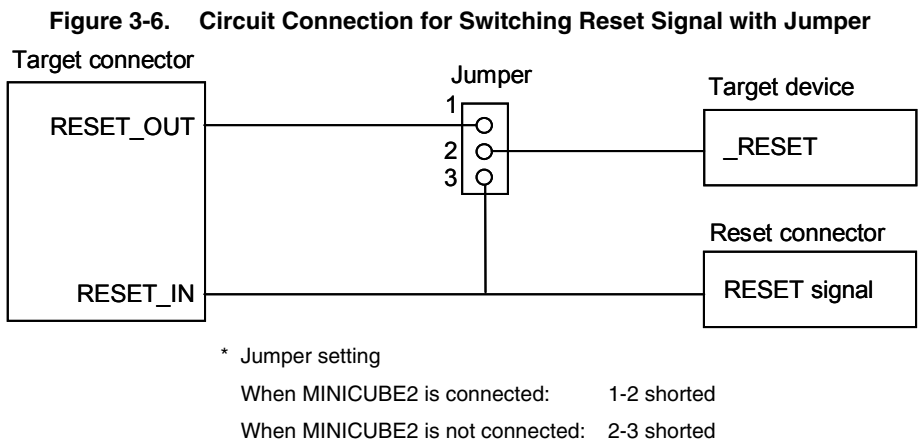 Figure 3-6. Circuit Connection for Switching Reset Signal with Jumper
Target connector
Jumper
Target device
RESET_OUT
1
2
3
_RESET
Reset connector
RESET_IN
RESET signal
* Jumper setting
When MINICUBE2 is connected: 1-2 shorted
When MINICUBE2 is not connected: 2-3 shorted